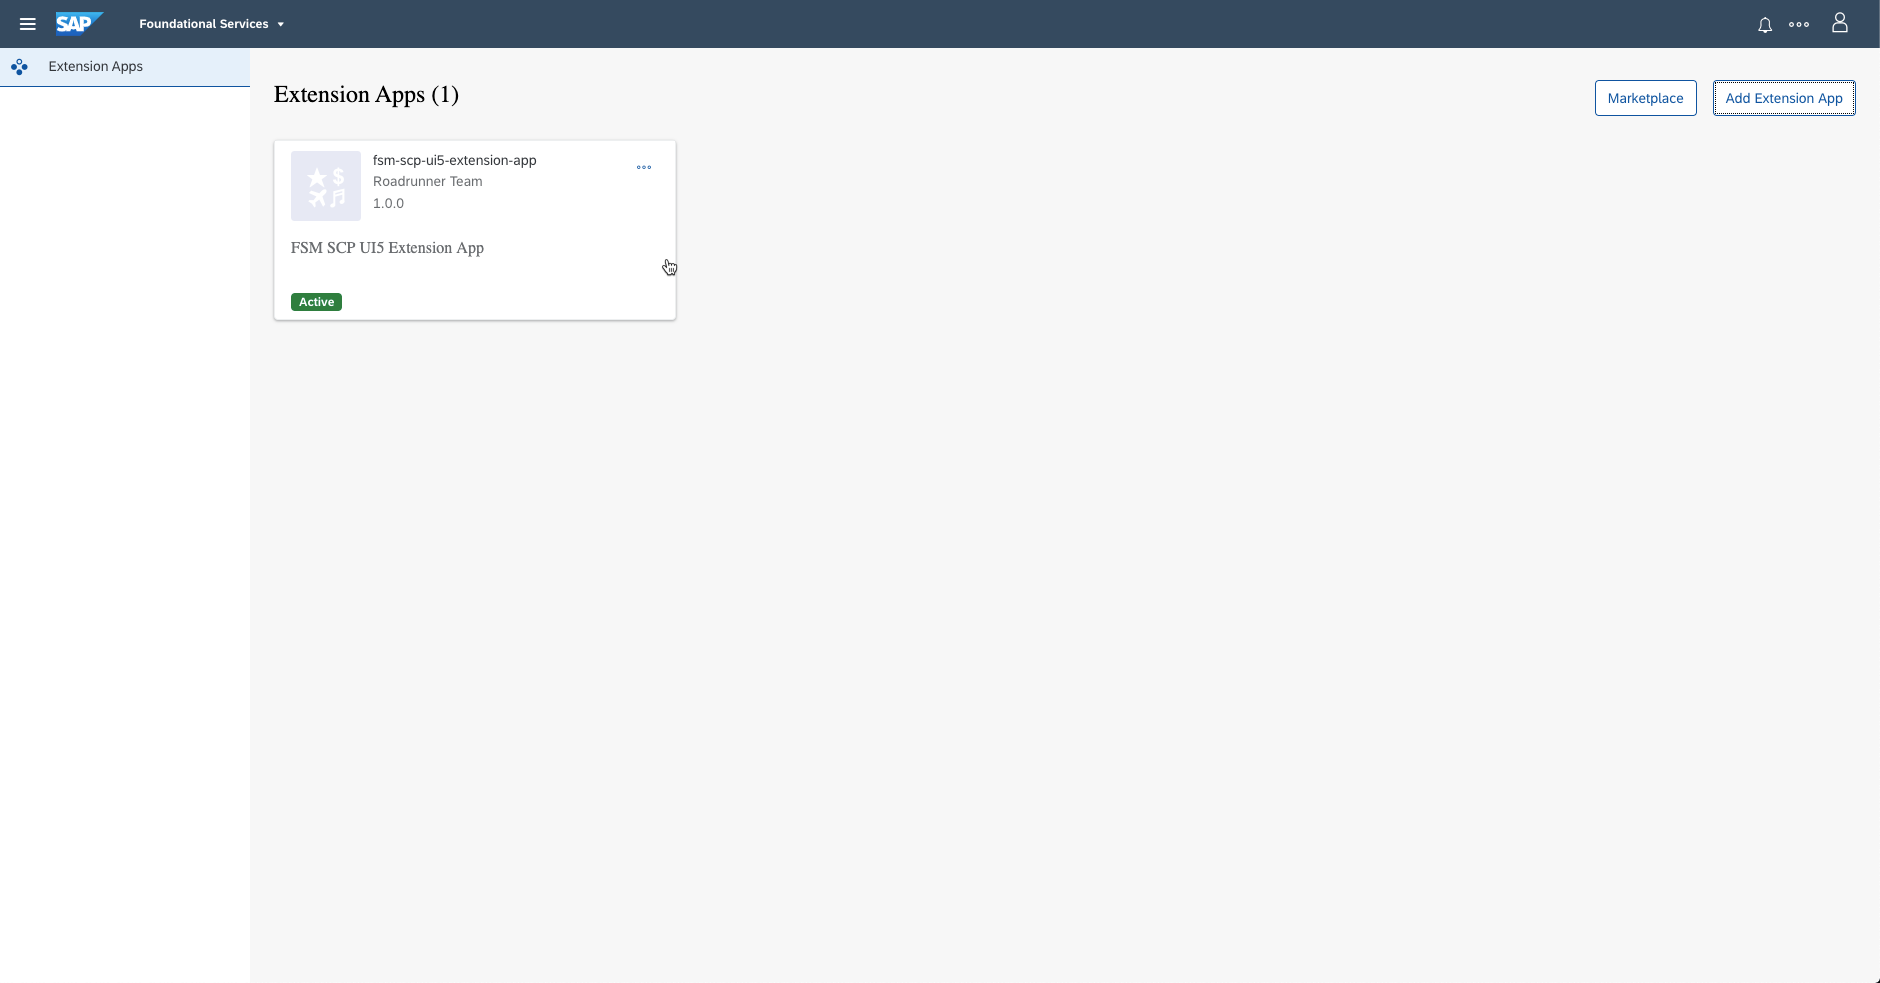 SAP
Foundational Services
Extension Apps
Extension Apps (1)
Marketplace
Add Extension App
fsm-scp-ui5-extension-app
Roadrunner Team
1.0.0
FSM SCP UI5 Extension App
Active